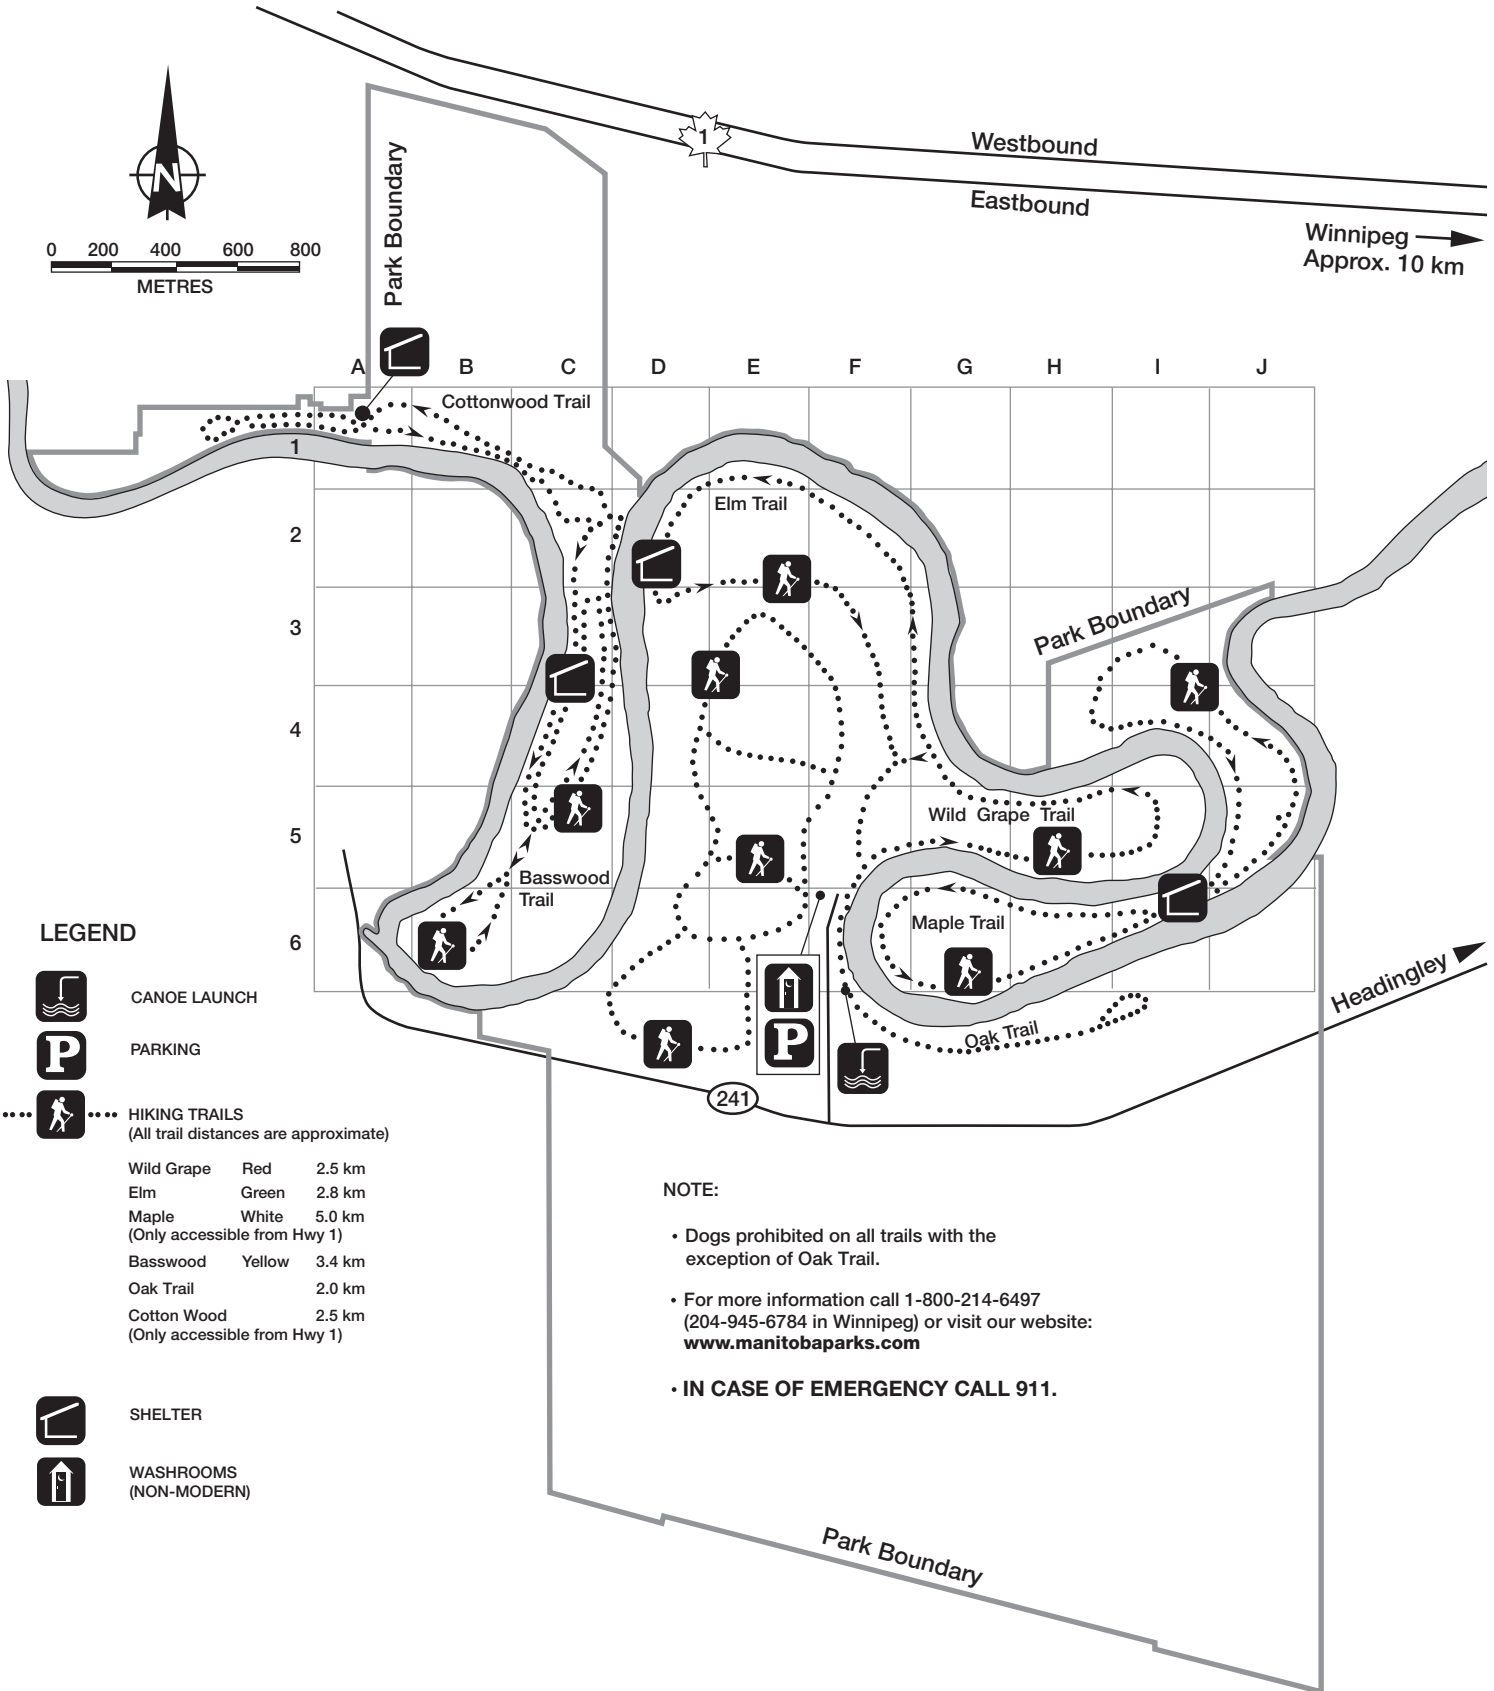 1
Westbound
Eastbound
Winnipeg
Approx. 10 km
N
0 200 400 600 800
METRES
Park Boundary
A B C D E F G H I J
Cottonwood Trail
1
Elm Trail
2
3
Park Boundary
4
Wild Grape Trail
5
Basswood
Trail
Maple Trail
6
Headingley
Oak Trail
P
241
LEGEND
CANOE LAUNCH
P PARKING
HIKING TRAILS
(All trail distances are approximate)
Wild Grape Red 2.5 km
Elm Green 2.8 km
Maple White 5.0 km
(Only accessible from Hwy 1)
Basswood Yellow 3.4 km
Oak Trail 2.0 km
Cotton Wood 2.5 km
(Only accessible from Hwy 1)
SHELTER
WASHROOMS
(NON-MODERN)
NOTE:
• Dogs prohibited on all trails with the
exception of Oak Trail.
• For more information call 1-800-214-6497
(204-945-6784 in Winnipeg) or visit our website:
www.manitobaparks.com
• IN CASE OF EMERGENCY CALL 911.
Park Boundary